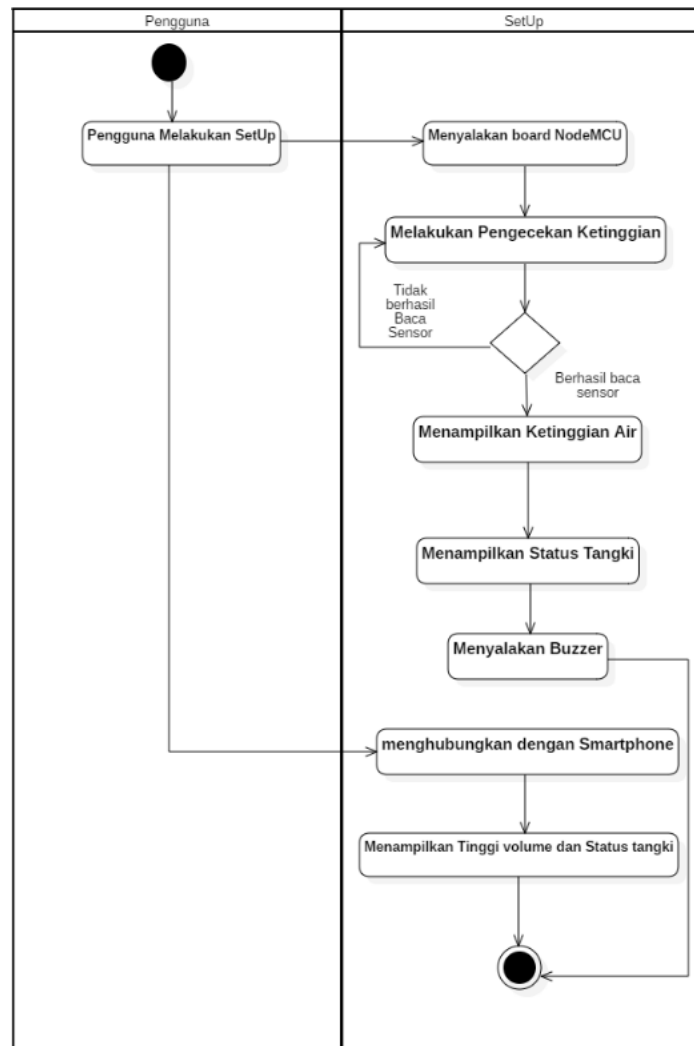 Pengguna
SetUp
Pengguna Melakukan SetUp
Menyalakan board NodeMCU
Melakukan Pengecekan Ketinggian
Tidak
berhasil
Baca
Sensor
Berhasil baca
sensor
Menampilkan Ketinggian Air
Menampilkan Status Tangki
Menyalakan Buzzer
menghubungkan dengan Smartphone
Menampilkan Tinggi volume dan Status tangki